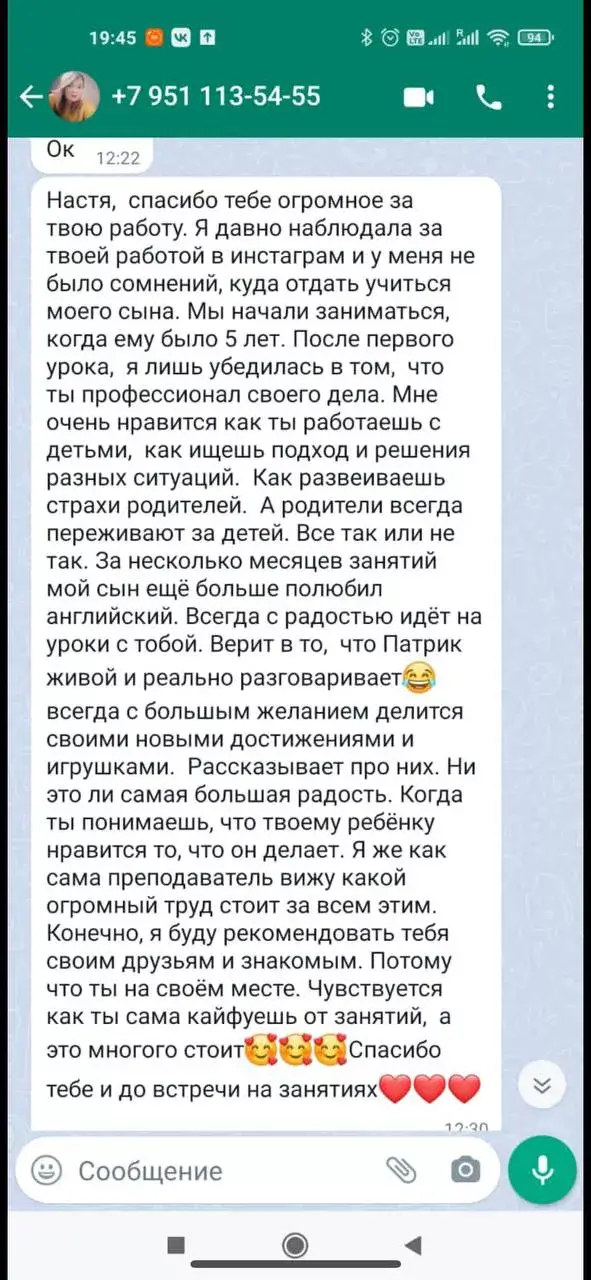 19:45
94
+7 951 113-54-55
Ок 12:22
Настя, спасибо тебе огромное за
твою работу. Я давно наблюдала за
твоей работой в инстаграм и у меня не
было сомнений, куда отдать учиться
моего сына. Мы начали заниматься,
когда ему было 5 лет. После первого
урока, я лишь убедилась в том, что
ты профессионал своего дела. Мне
очень нравится как ты работаешь с
детьми, как ищешь подход и решения
разных ситуаций. Как развеиваешь
страхи родителей. А родители всегда
переживают за детей. Все так или не
так. За несколько месяцев занятий
мой сын ещё больше полюбил
английский. Всегда с радостью идёт на
уроки с тобой. Верит в то, что Патрик
живой и реально разговаривает😂
всегда с большым желанием делится
своими новыми достижениями и
игрушками. Рассказывает про них. Ни
это ли самая большая радость. Когда
ты понимаешь, что твоему ребёнку
нравится то, что он делает. Я же как
сама преподаватель вижу какой
огромный труд стоит за всем этим.
Конечно, я буду рекомендовать тебя
своим друзьям и знакомым. Потому
что ты на своём месте. Чувствуется
как ты сама кайфуешь от занятий, а
это многого стоит🥰🥰🥰Спасибо
тебе и до встречи на занятиях❤️❤️❤️
12:30
Сообщение